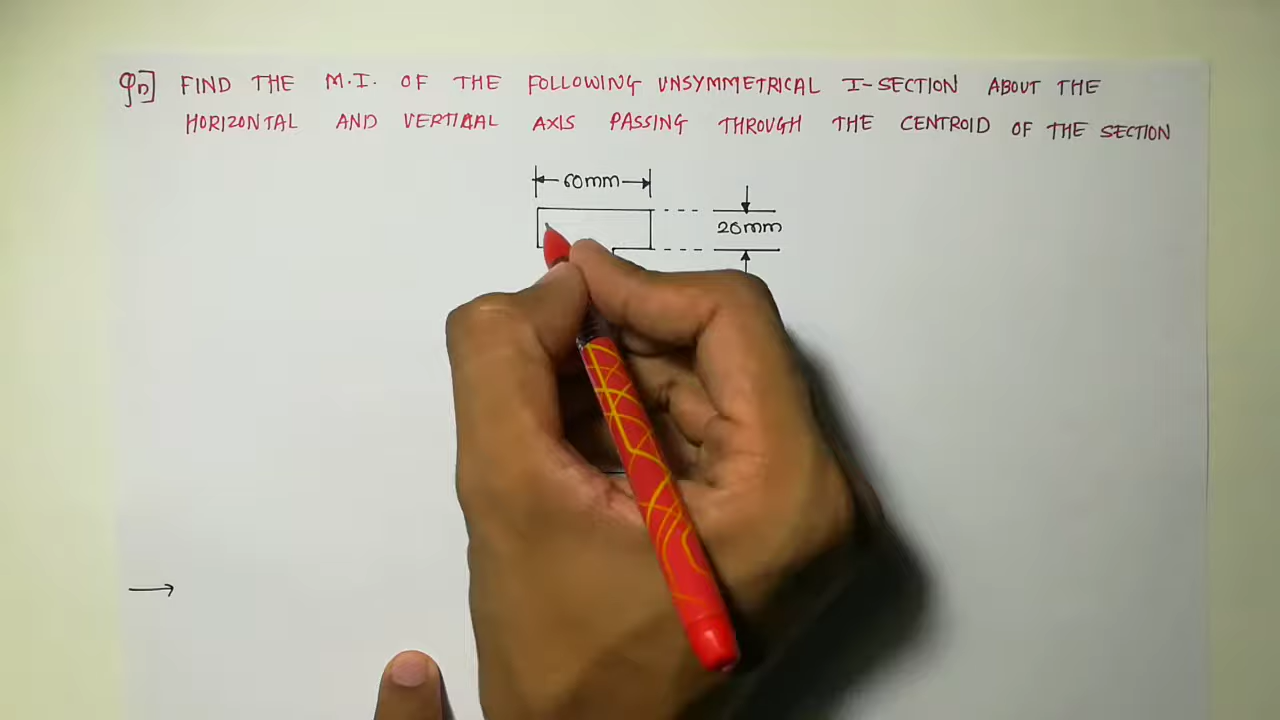 Qn] FIND THE M.I. OF THE FOLLOWING UNSYMMETRICAL I-SECTION ABOUT THE
HORIZONTAL AND VERTICAL AXIS PASSING THROUGH THE CENTROID OF THE SECTION
60mm
20mm